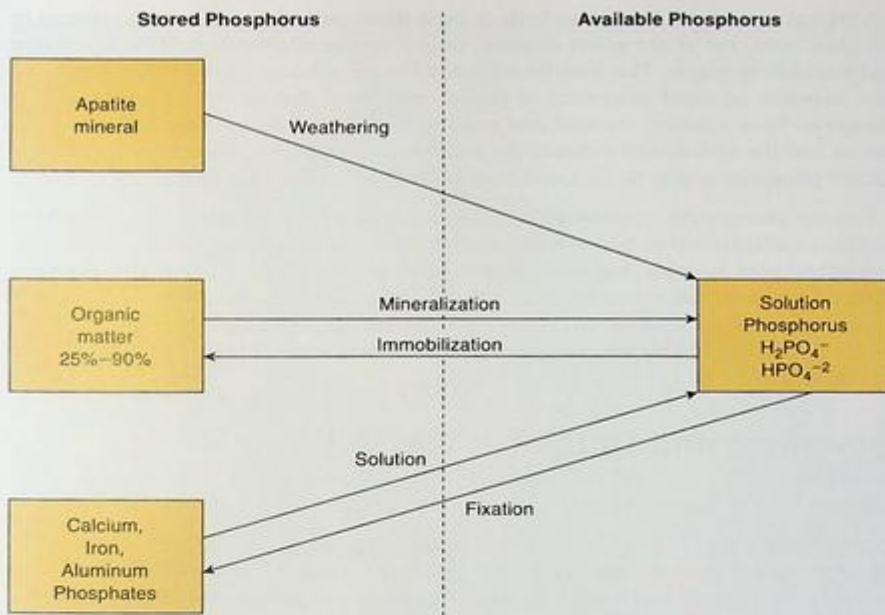 Stored Phosphorus
Available Phosphorus
Apatite
mineral
Weathering
Organic
matter
25%–90%
Mineralization
Immobilization
Solution
Phosphorus
H₂PO₄⁻
HPO₄⁻²
Solution
Fixation
Calcium,
Iron,
Aluminum
Phosphates